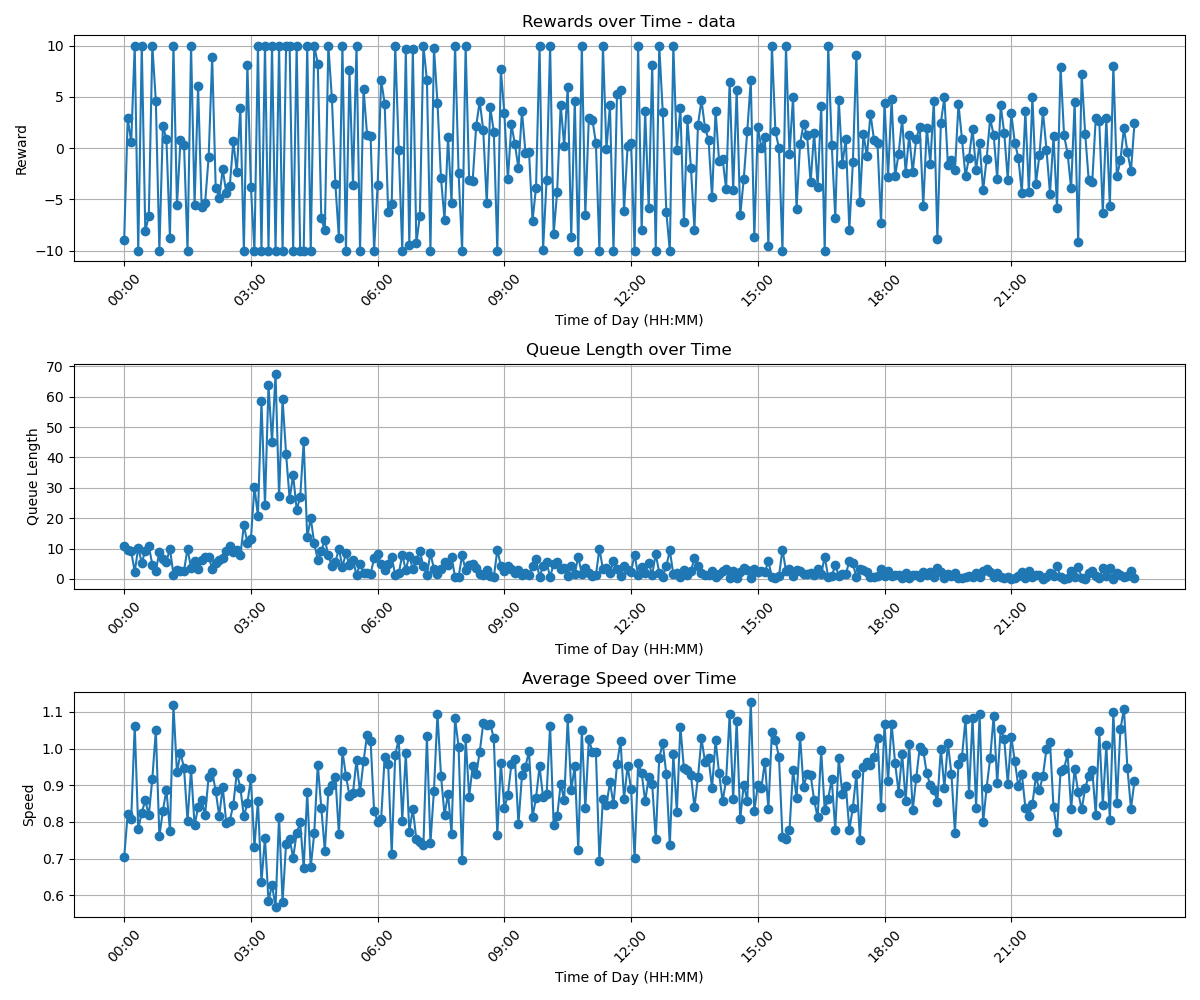 Rewards over Time - data
10
5
0
−5
−10
Reward
00:00 03:00 06:00 09:00 12:00 15:00 18:00 21:00
Time of Day (HH:MM)
Queue Length over Time
70
60
50
40
30
20
10
0
Queue Length
00:00 03:00 06:00 09:00 12:00 15:00 18:00 21:00
Time of Day (HH:MM)
Average Speed over Time
1.1
1.0
0.9
0.8
0.7
0.6
Speed
00:00 03:00 06:00 09:00 12:00 15:00 18:00 21:00
Time of Day (HH:MM)